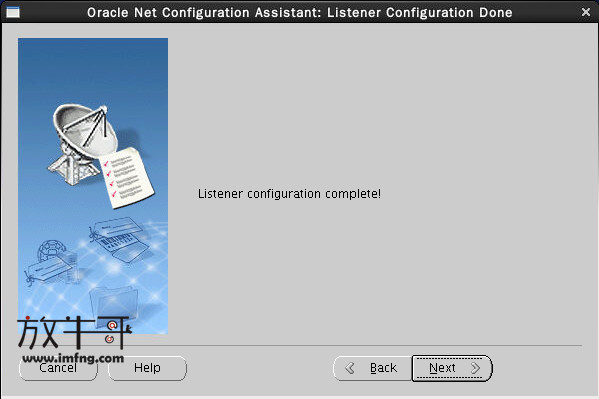 Oracle Net Configuration Assistant: Listener Configuration Done
Listener configuration complete!
放牛子
www.imfng.com
Cancel
Help
Back
Next